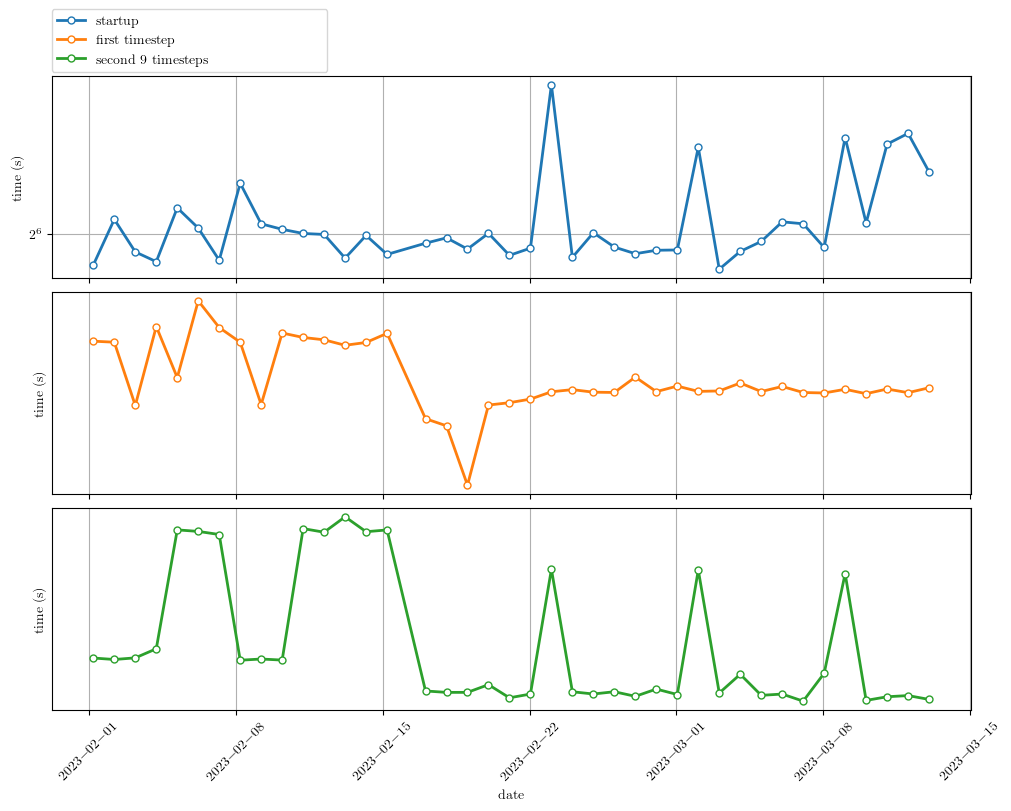 startup
first timestep
second 9 timesteps
time (s)
2⁶
time (s)
time (s)
2023−02−01
2023−02−08
2023−02−15
2023−02−22
2023−03−01
2023−03−08
2023−03−15
date